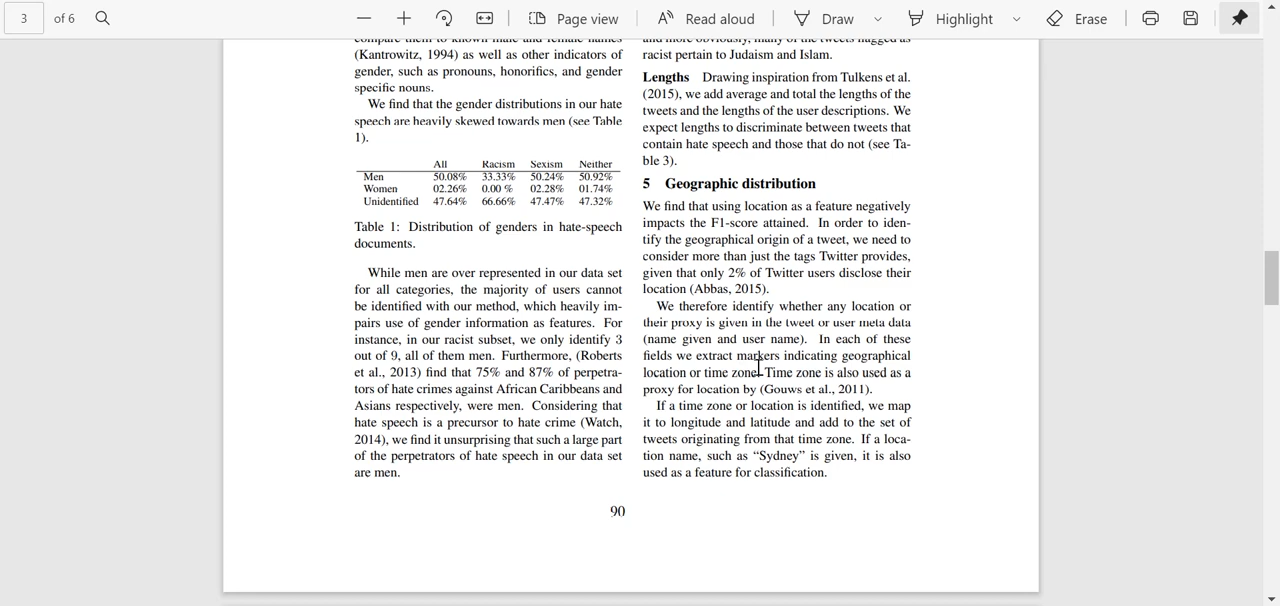 3 of 6 Page view Read aloud Draw Highlight Erase
compare them to known male and female names
(Kantrowitz, 1994) as well as other indicators of
gender, such as pronouns, honorifics, and gender
specific nouns.
We find that the gender distributions in our hate
speech are heavily skewed towards men (see Table
1).
All Racism Sexism Neither
Men 50.08% 33.33% 50.24% 50.92%
Women 02.26% 0.00 % 02.28% 01.74%
Unidentified 47.64% 66.66% 47.47% 47.32%
Table 1: Distribution of genders in hate-speech
documents.
While men are over represented in our data set
for all categories, the majority of users cannot
be identified with our method, which heavily im-
pairs use of gender information as features. For
instance, in our racist subset, we only identify 3
out of 9, all of them men. Furthermore, (Roberts
et al., 2013) find that 75% and 87% of perpetra-
tors of hate crimes against African Caribbeans and
Asians respectively, were men. Considering that
hate speech is a precursor to hate crime (Watch,
2014), we find it unsurprising that such a large part
of the perpetrators of hate speech in our data set
are men.
and more obviously, many of the tweets flagged as
racist pertain to Judaism and Islam.
Lengths Drawing inspiration from Tulkens et al.
(2015), we add average and total the lengths of the
tweets and the lengths of the user descriptions. We
expect lengths to discriminate between tweets that
contain hate speech and those that do not (see Ta-
ble 3).
5 Geographic distribution
We find that using location as a feature negatively
impacts the F1-score attained. In order to iden-
tify the geographical origin of a tweet, we need to
consider more than just the tags Twitter provides,
given that only 2% of Twitter users disclose their
location (Abbas, 2015).
We therefore identify whether any location or
their proxy is given in the tweet or user meta data
(name given and user name). In each of these
fields we extract markers indicating geographical
location or time zone. Time zone is also used as a
proxy for location by (Gouws et al., 2011).
If a time zone or location is identified, we map
it to longitude and latitude and add to the set of
tweets originating from that time zone. If a loca-
tion name, such as “Sydney” is given, it is also
used as a feature for classification.
90